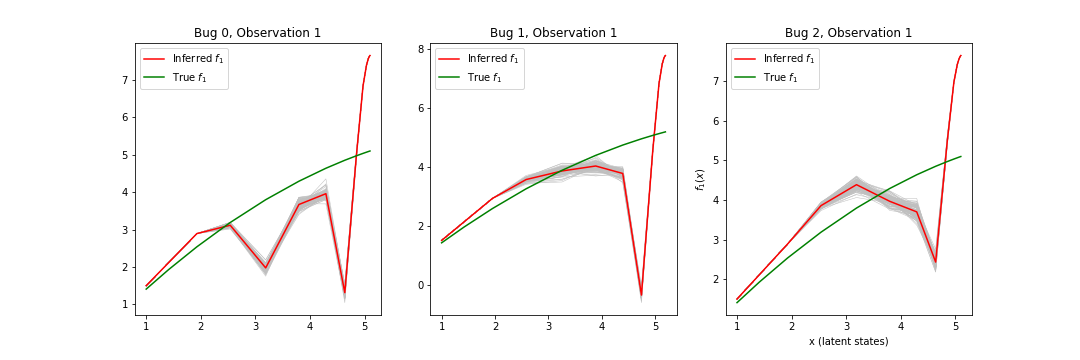 Bug 0, Observation 1
Inferred f₁
True f₁
7
6
5
4
3
2
1
1 2 3 4 5
Bug 1, Observation 1
Inferred f₁
True f₁
8
6
4
2
0
1 2 3 4 5
Bug 2, Observation 1
Inferred f₁
True f₁
f₁(x)
7
6
5
4
3
2
1 2 3 4 5
x (latent states)